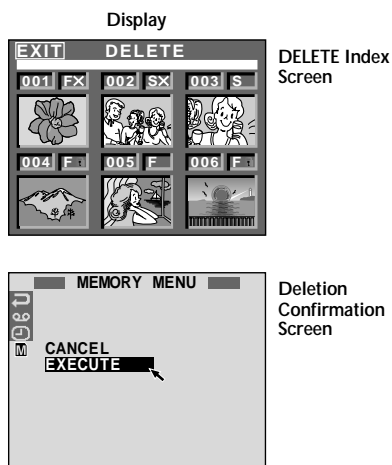 Display
EXIT DELETE
DELETE Index
Screen
001 FX 002 SX 003 S
004 F 005 F 006 F
MEMORY MENU
Deletion
Confirmation
Screen
M
CANCEL
EXECUTE